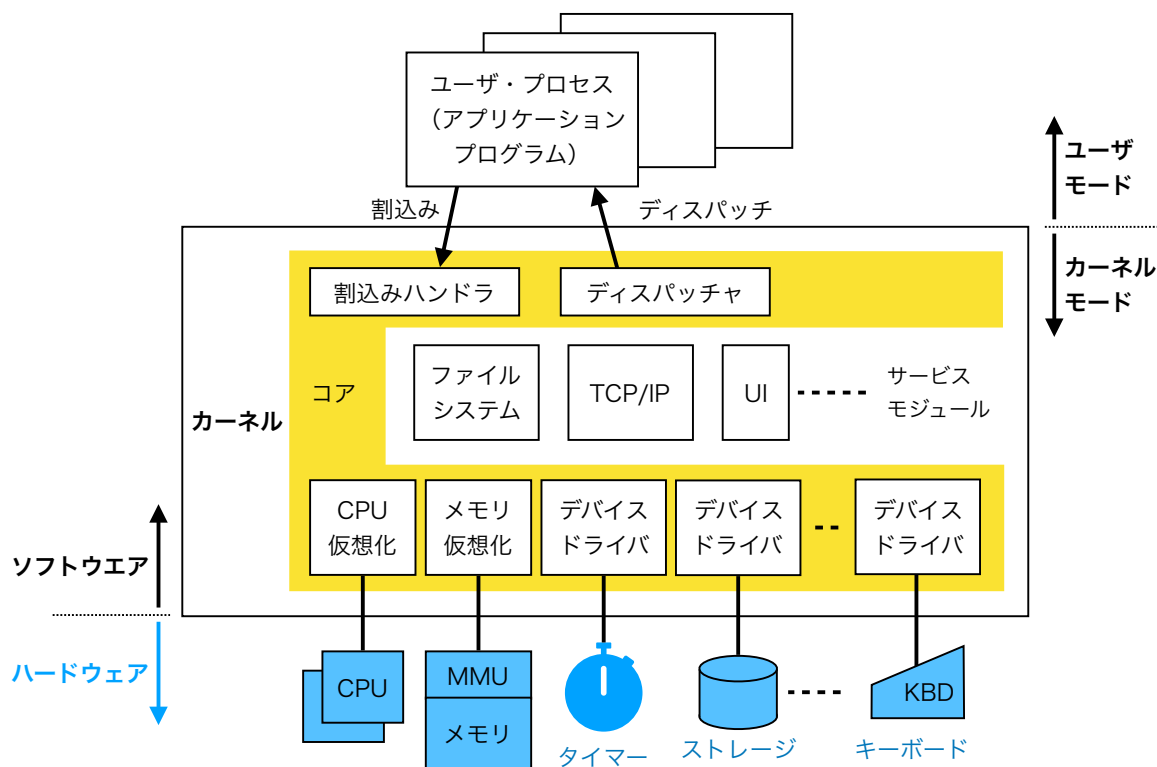 ユーザ・プロセス
（アプリケーション
プログラム）
割込み
ディスパッチ
ユーザ
モード
カーネル
モード
割込みハンドラ
ディスパッチャ
コア
カーネル
ファイル
システム
TCP/IP
UI
サービス
モジュール
CPU
仮想化
メモリ
仮想化
デバイス
ドライバ
デバイス
ドライバ
デバイス
ドライバ
ソフトウエア
ハードウェア
CPU
MMU
メモリ
タイマー
ストレージ
KBD
キーボード